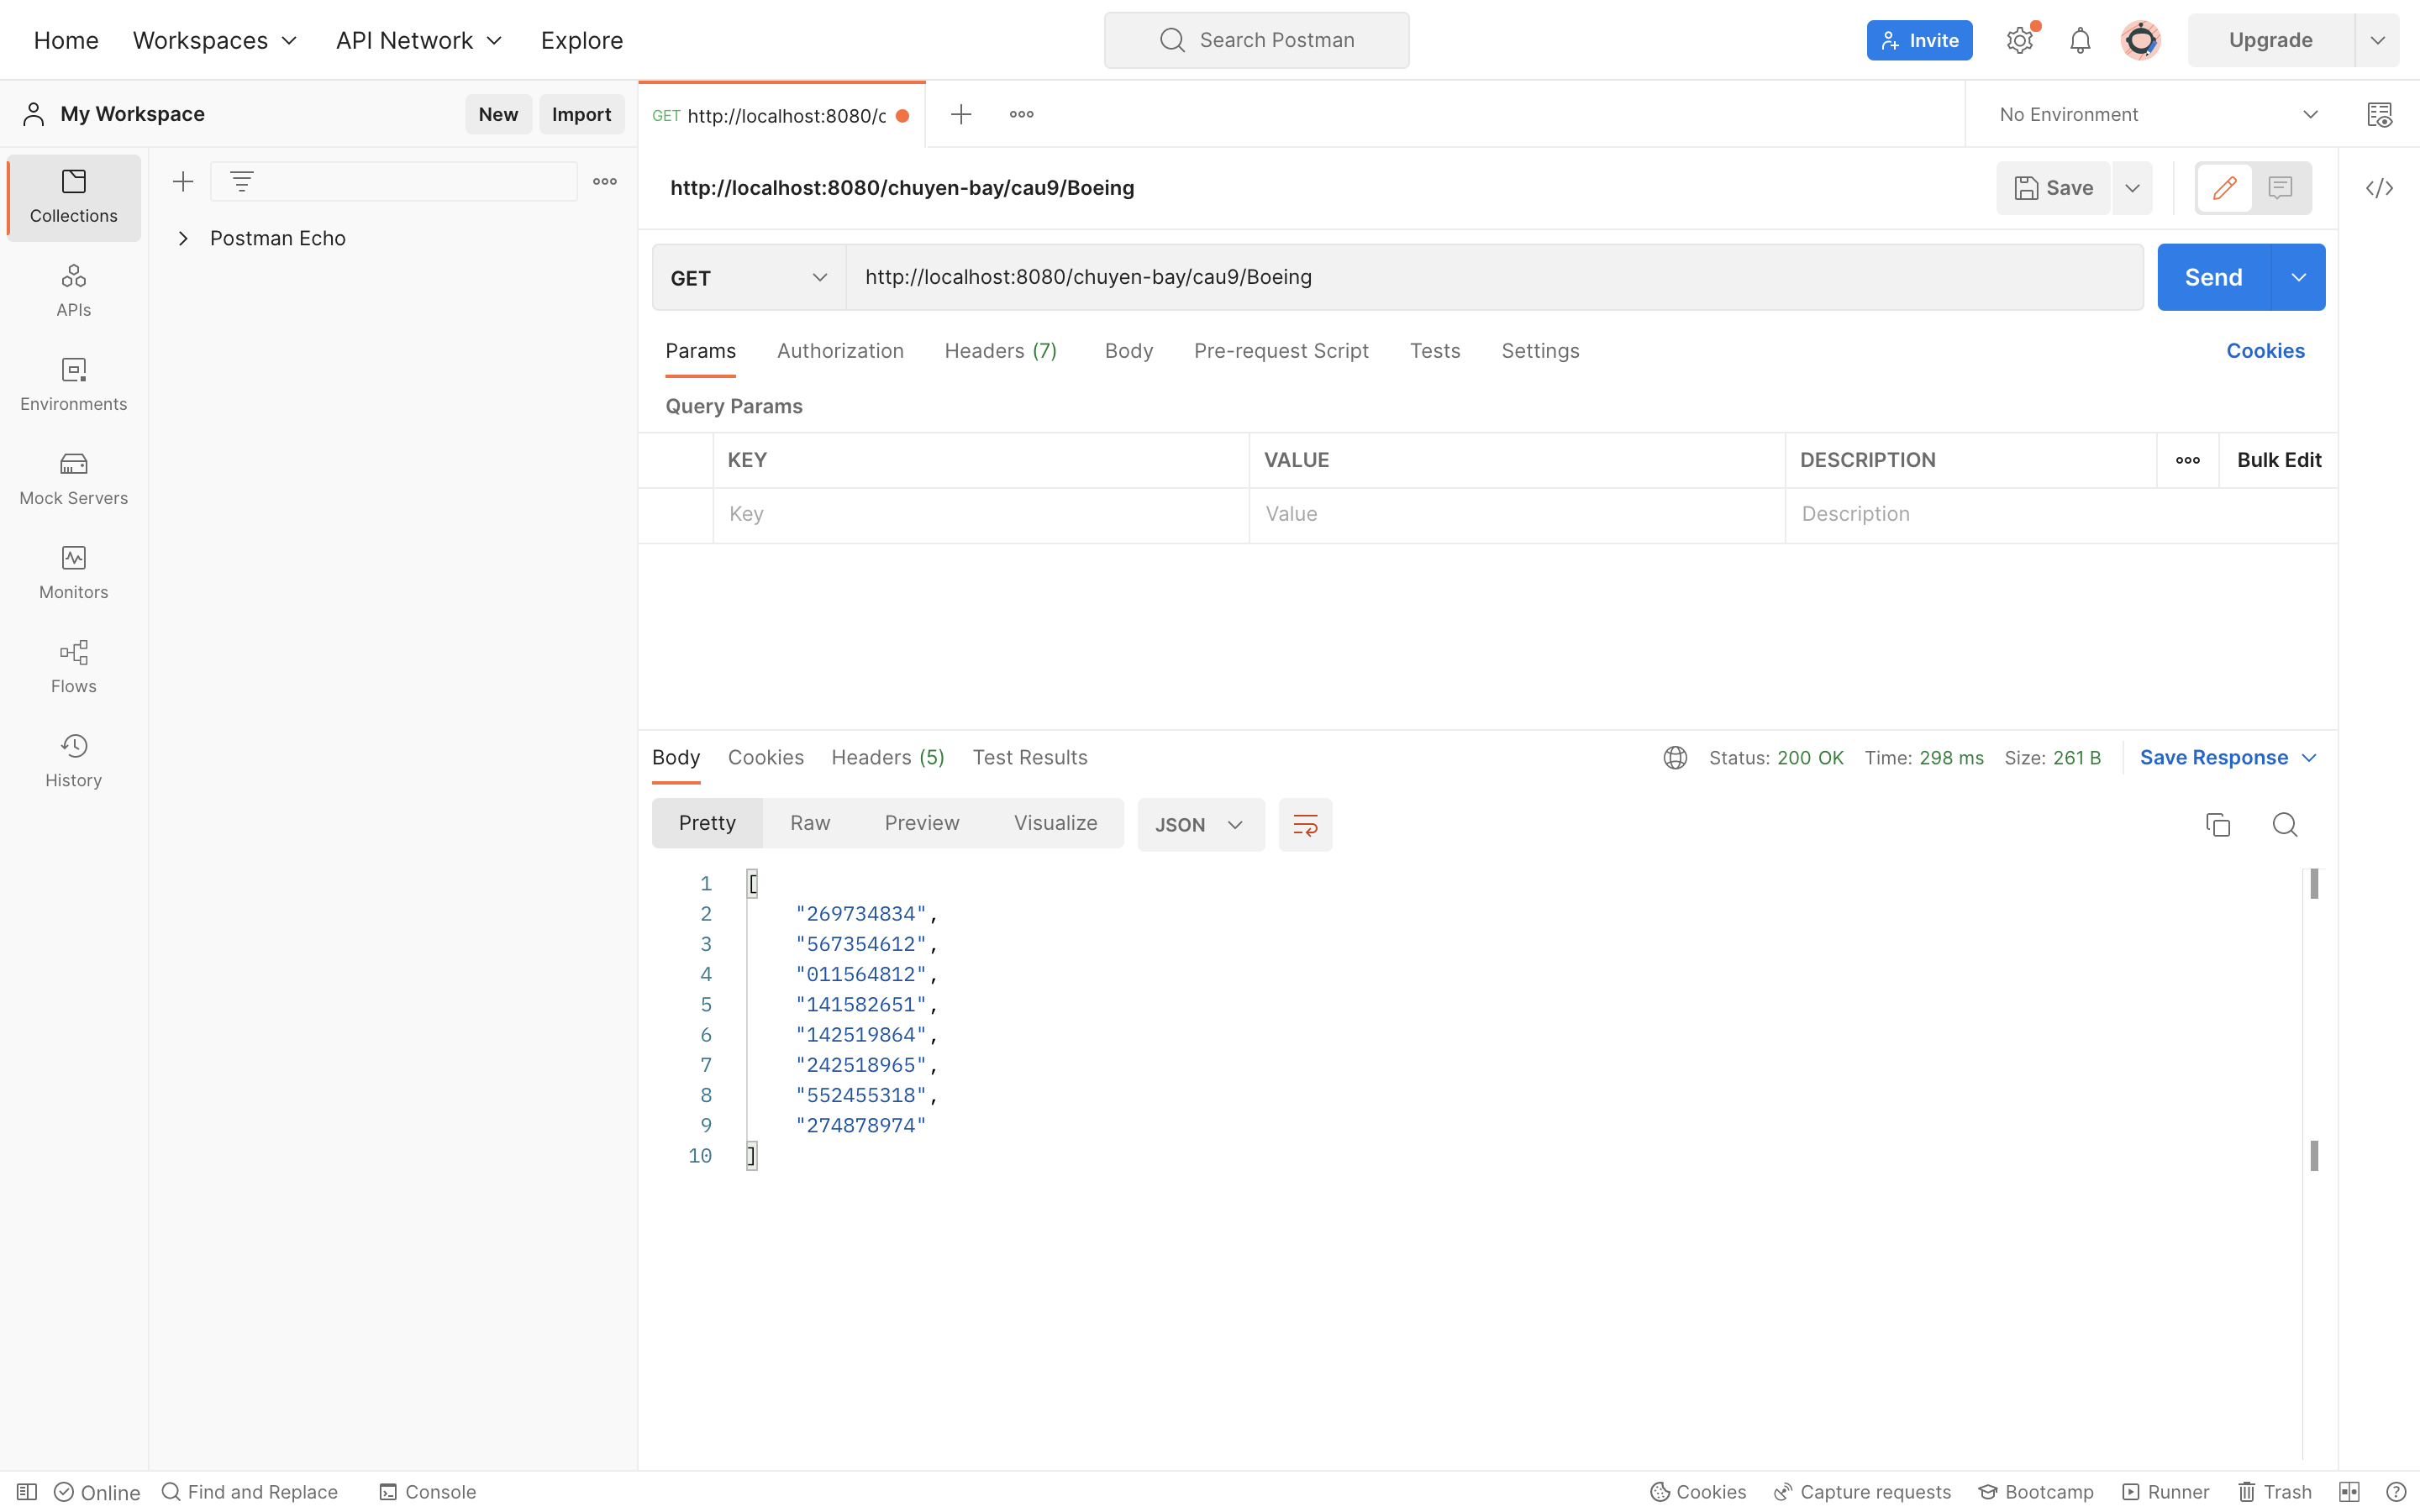 Home Workspaces API Network Explore Search Postman Invite Upgrade
My Workspace New Import GET http://localhost:8080/c No Environment
Collections
APIs
Environments
Mock Servers
Monitors
Flows
History
Postman Echo
http://localhost:8080/chuyen-bay/cau9/Boeing Save
GET http://localhost:8080/chuyen-bay/cau9/Boeing Send
Params Authorization Headers (7) Body Pre-request Script Tests Settings Cookies
Query Params
KEY VALUE DESCRIPTION Bulk Edit
Key Value Description
Body Cookies Headers (5) Test Results Status: 200 OK Time: 298 ms Size: 261 B Save Response
Pretty Raw Preview Visualize JSON
1 [
2 "269734834",
3 "567354612",
4 "011564812",
5 "141582651",
6 "142519864",
7 "242518965",
8 "552455318",
9 "274878974"
10 ]
Online Find and Replace Console Cookies Capture requests Bootcamp Runner Trash